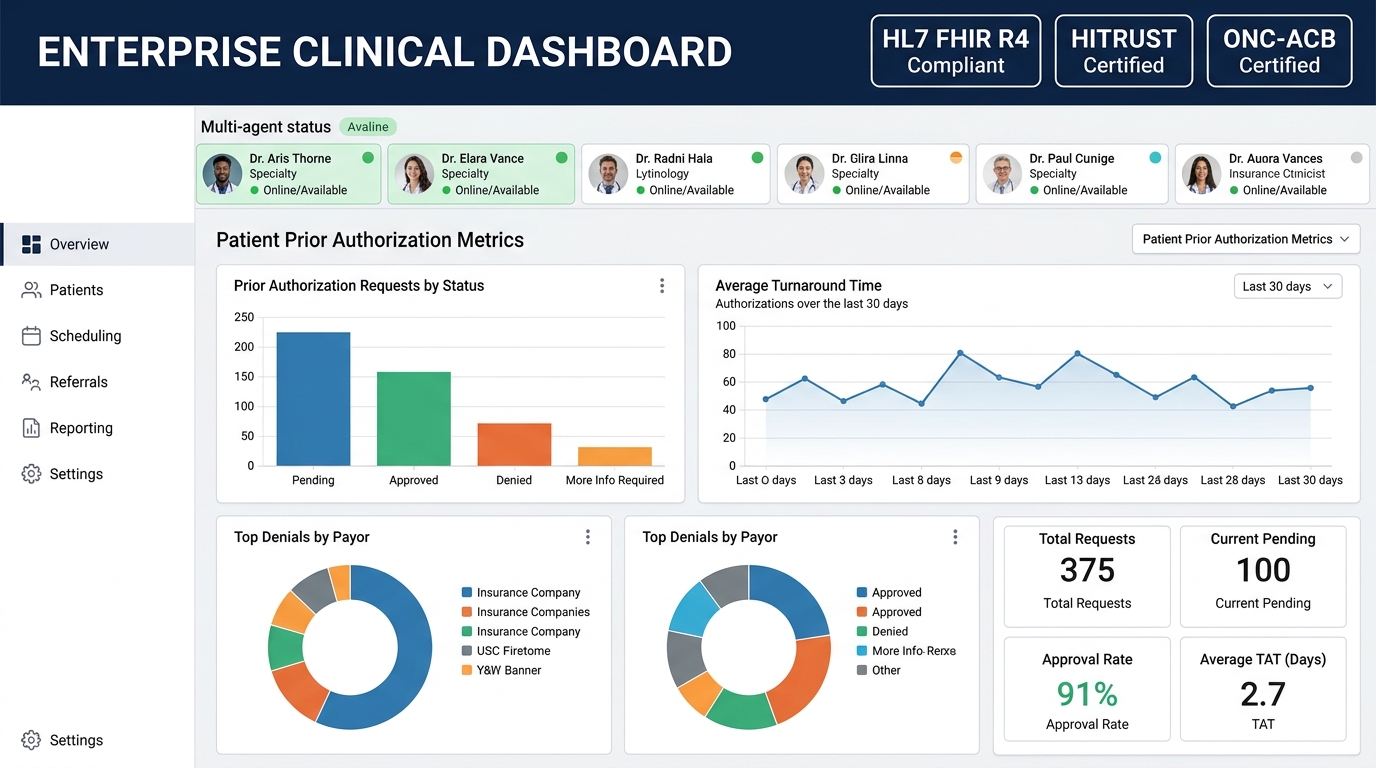 ENTERPRISE CLINICAL DASHBOARD
HL7 FHIR R4
Compliant
HITRUST
Certified
ONC-ACB
Certified
Multi-agent status
Avaline
Dr. Aris Thorne
Specialty
Online/Available
Dr. Elara Vance
Specialty
Online/Available
Dr. Radni Hala
Lytinology
Online/Available
Dr. Glira Linna
Specialty
Online/Available
Dr. Paul Cunige
Specialty
Online/Available
Dr. Auora Vances
Insurance
Online/Available
Overview
Patients
Scheduling
Referrals
Reporting
Settings
Settings
Patient Prior Authorization Metrics
Patient Prior Authorization Metrics
Prior Authorization Requests by Status
250
200
150
100
50
0
Pending
Approved
Denied
More Info Required
Average Turnaround Time
Authorizations over the last 30 days
Last 30 days
100
80
60
40
20
0
Last 0 days
Last 3 days
Last 8 days
Last 9 days
Last 13 days
Last 26 days
Last 28 days
Last 30 days
Top Denials by Payor
Insurance Company
Insurance Companies
Insurance Company
USC Firetome
Y&W Banner
Top Denials by Payor
Approved
Approved
Denied
More Info-Rerxs
Other
Total Requests
375
Total Requests
Current Pending
100
Current Pending
Approval Rate
91%
Approval Rate
Average TAT (Days)
2.7
TAT